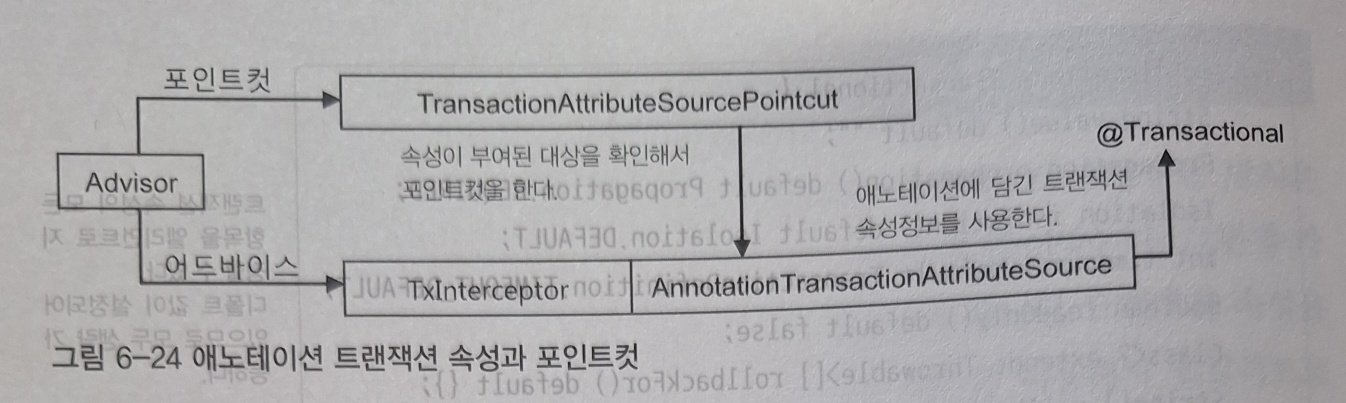 포인트컷
TransactionAttributeSourcePointcut
@Transactional
Advisor
속성이 부여된 대상을 확인해서
포인트컷을 한다.
애노테이션에 담긴 트랜잭션
속성정보를 사용한다.
어드바이스
TxInterceptor
AnnotationTransactionAttributeSource
그림 6-24 애노테이션 트랜잭션 속성과 포인트컷